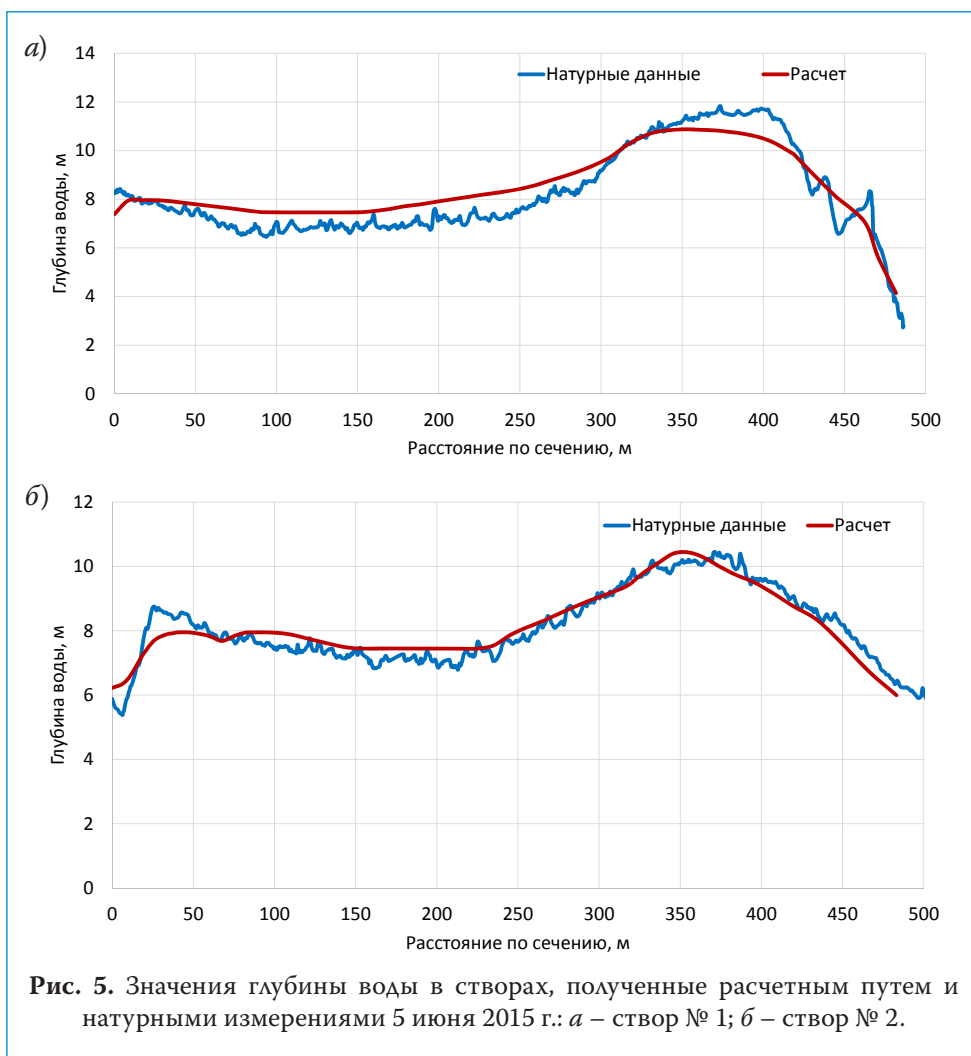 а)
14
12
10
8
6
4
2
0
Глубина воды, м
Натурные данные
Расчет
0 50 100 150 200 250 300 350 400 450 500
Расстояние по сечению, м
б)
12
10
8
6
4
2
0
Глубина воды, м
Натурные данные
Расчет
0 50 100 150 200 250 300 350 400 450 500
Расстояние по сечению, м
Рис. 5. Значения глубины воды в створах, полученные расчетным путем и
натурными измерениями 5 июня 2015 г.: а – створ № 1; б – створ № 2.